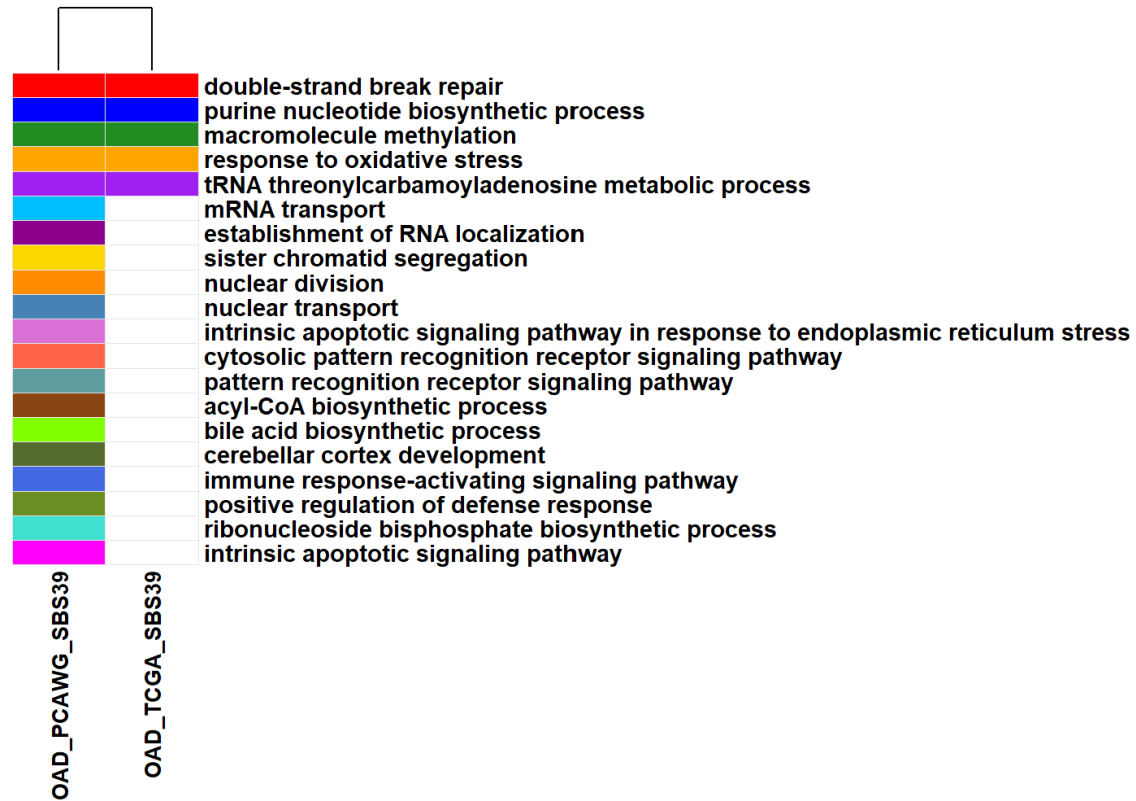 double-strand break repair
purine nucleotide biosynthetic process
macromolecule methylation
response to oxidative stress
tRNA threonylcarbamoyladenosine metabolic process
mRNA transport
establishment of RNA localization
sister chromatid segregation
nuclear division
nuclear transport
intrinsic apoptotic signaling pathway in response to endoplasmic reticulum stress
cytosolic pattern recognition receptor signaling pathway
pattern recognition receptor signaling pathway
acyl-CoA biosynthetic process
bile acid biosynthetic process
cerebellar cortex development
immune response-activating signaling pathway
positive regulation of defense response
ribonucleoside bisphosphate biosynthetic process
intrinsic apoptotic signaling pathway
OAD_PCAWG_SBS39
OAD_TCGA_SBS39